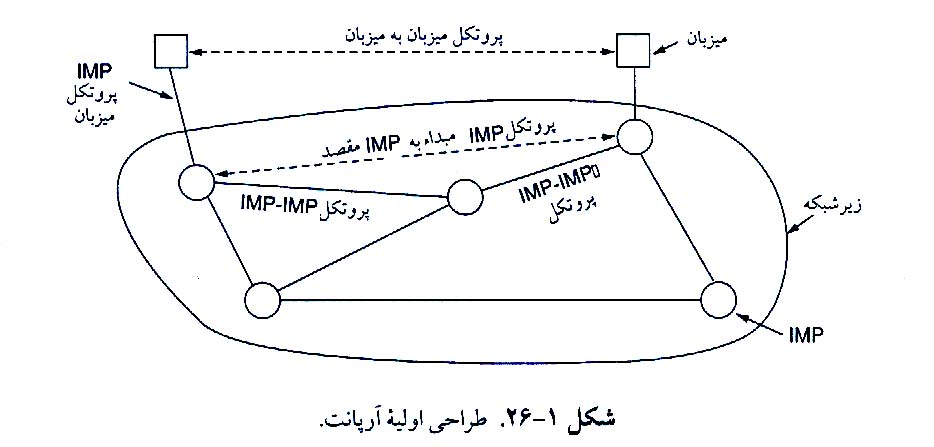 پروتکل میزبان به میزبان
میزبان
IMP
پروتکل
میزبان
پروتکل IMP مبداء به IMP مقصد
پروتکل IMP-IMP
IMP-IMP
پروتکل
زیرشبکه
IMP
شکل ۱-۲۶. طراحی اولیهٔ آرپانت.